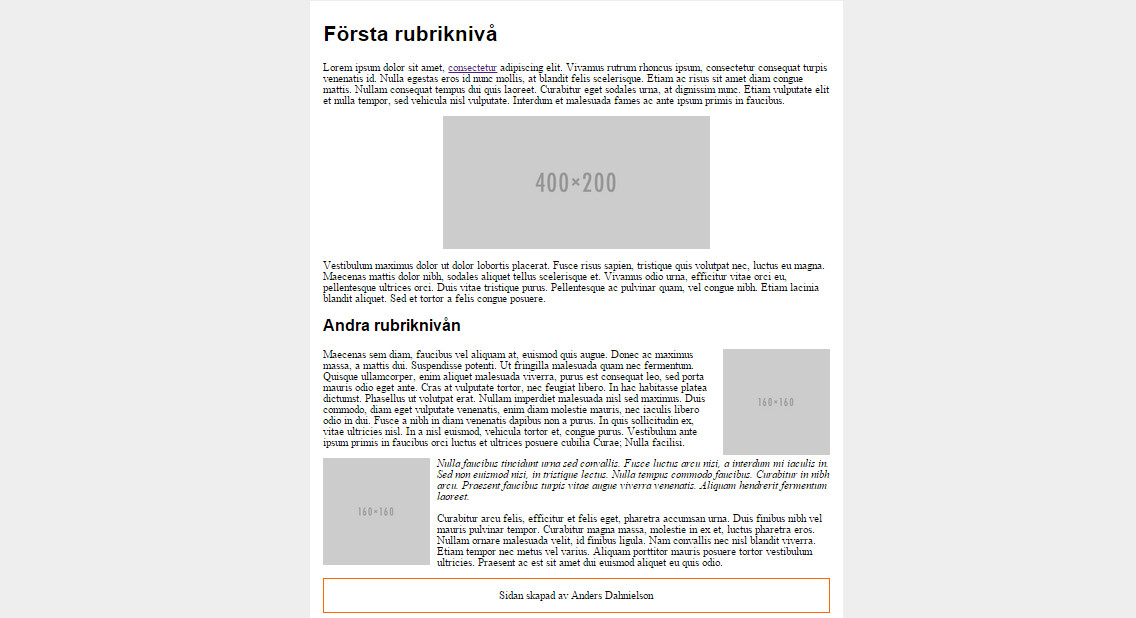 Första rubriknivå
Lorem ipsum dolor sit amet, consectetur adipiscing elit. Vivamus rutrum rhoncus ipsum, consectetur consequat turpis
venenatis id. Nulla egestas eros id nunc mollis, at blandit felis scelerisque. Etiam ac risus sit amet diam congue
mattis. Nullam consequat tempus dui quis laoreet. Curabitur eget sodales urna, at dignissim nunc. Etiam vulputate elit
et nulla tempor, sed vehicula nisl vulputate. Interdum et malesuada fames ac ante ipsum primis in faucibus.
400×200
Vestibulum maximus dolor ut dolor lobortis placerat. Fusce risus sapien, tristique quis volutpat nec, luctus eu magna.
Maecenas mattis dolor nibh, sodales aliquet tellus scelerisque et. Vivamus odio urna, efficitur vitae orci eu,
pellentesque ultrices orci. Duis vitae tristique purus. Pellentesque ac pulvinar quam, vel congue nibh. Etiam lacinia
blandit aliquet. Sed et tortor a felis congue posuere.
Andra rubriknivån
Maecenas sem diam, faucibus vel aliquam at, euismod quis augue. Donec ac maximus
massa, a mattis dui. Suspendisse potenti. Ut fringilla malesuada quam nec fermentum.
Quisque ullamcorper, enim aliquet malesuada viverra, purus est consequat leo, sed porta
mauris odio eget ante. Cras at vulputate tortor, nec feugiat libero. In hac habitasse platea
dictumst. Phasellus ut volutpat erat. Nullam imperdiet malesuada nisl sed maximus. Duis
commodo, diam eget vulputate venenatis, enim diam molestie mauris, nec iaculis libero
odio in dui. Fusce a nibh in diam venenatis dapibus non a purus. In quis sollicitudin ex,
vitae ultricies nisl. In a nisl euismod, vehicula tortor et, congue purus. Vestibulum ante
ipsum primis in faucibus orci luctus et ultrices posuere cubilia Curae; Nulla facilisi.
160×160
160×160
Nulla faucibus tincidunt urna sed convallis. Fusce luctus arcu nisi, a interdum mi iaculis in.
Sed non euismod nisi, in tristique lectus. Nulla tempus commodo faucibus. Curabitur in nibh
arcu. Praesent faucibus turpis vitae augue viverra venenatis. Aliquam hendrerit fermentum
laoreet.
Curabitur arcu felis, efficitur et felis eget, pharetra accumsan urna. Duis finibus nibh vel
mauris pulvinar tempor. Curabitur magna massa, molestie in ex et, luctus pharetra eros.
Nullam ornare malesuada velit, id finibus ligula. Nam convallis nec nisl blandit viverra.
Etiam tempor nec metus vel varius. Aliquam porttitor mauris posuere tortor vestibulum
ultricies. Praesent ac est sit amet dui euismod aliquet eu quis odio.
Sidan skapad av Anders Dahnielson